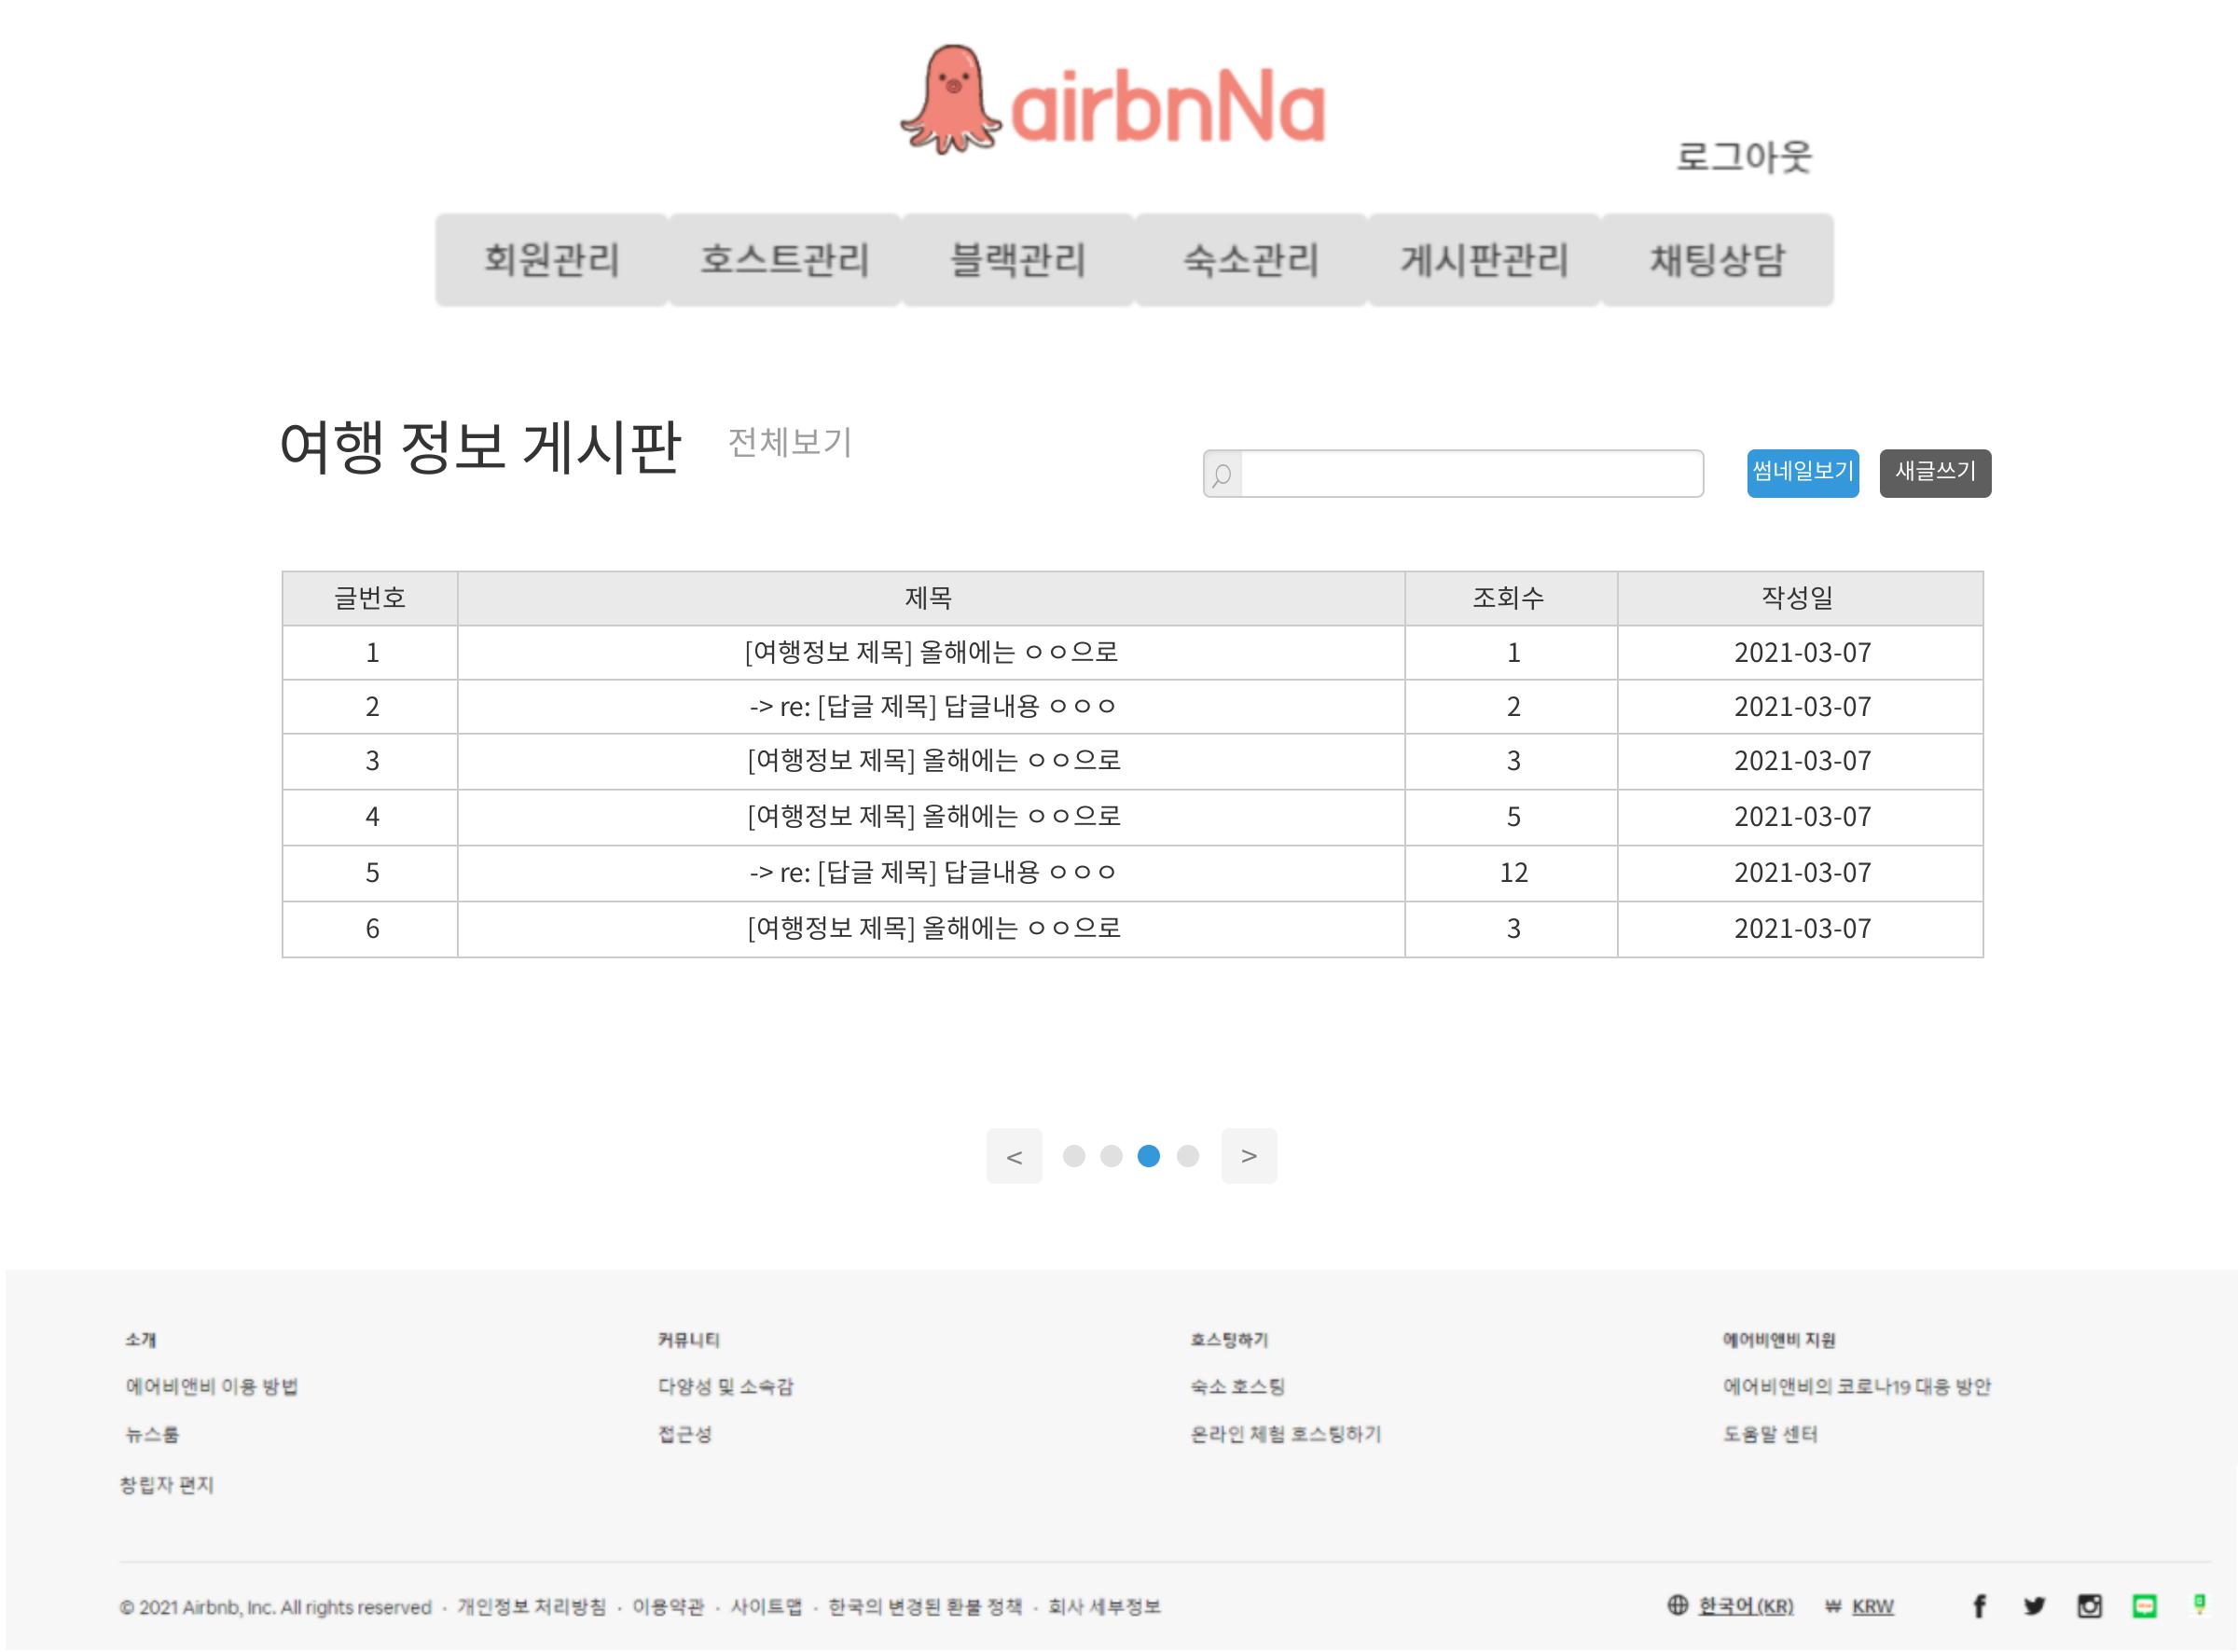 airbnNa
로그아웃
회원관리 호스트관리 블랙관리 숙소관리 게시판관리 채팅상담
여행 정보 게시판 전체보기
썸네일보기 새글쓰기
글번호 제목 조회수 작성일
1 [여행정보 제목] 올해에는 ㅇㅇ으로 1 2021-03-07
2 -> re: [답글 제목] 답글내용 ㅇㅇㅇ 2 2021-03-07
3 [여행정보 제목] 올해에는 ㅇㅇ으로 3 2021-03-07
4 [여행정보 제목] 올해에는 ㅇㅇ으로 5 2021-03-07
5 -> re: [답글 제목] 답글내용 ㅇㅇㅇ 12 2021-03-07
6 [여행정보 제목] 올해에는 ㅇㅇ으로 3 2021-03-07
< >
소개 커뮤니티 호스팅하기 에어비앤비 지원
에어비앤비 이용 방법 다양성 및 소속감 숙소 호스팅 에어비앤비의 코로나19 대응 방안
뉴스룸 접근성 온라인 체험 호스팅하기 도움말 센터
창립자 편지
© 2021 Airbnb, Inc. All rights reserved · 개인정보 처리방침 · 이용약관 · 사이트맵 · 한국의 변경된 환불 정책 · 회사 세부정보 한국어 (KR) ₩ KRW